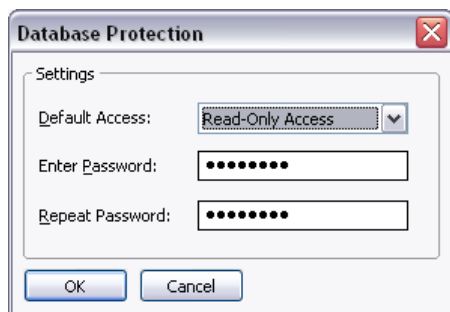 Database Protection
Settings
Default Access: Read-Only Access
Enter Password: ●●●●●●●●
Repeat Password: ●●●●●●●●
OK Cancel